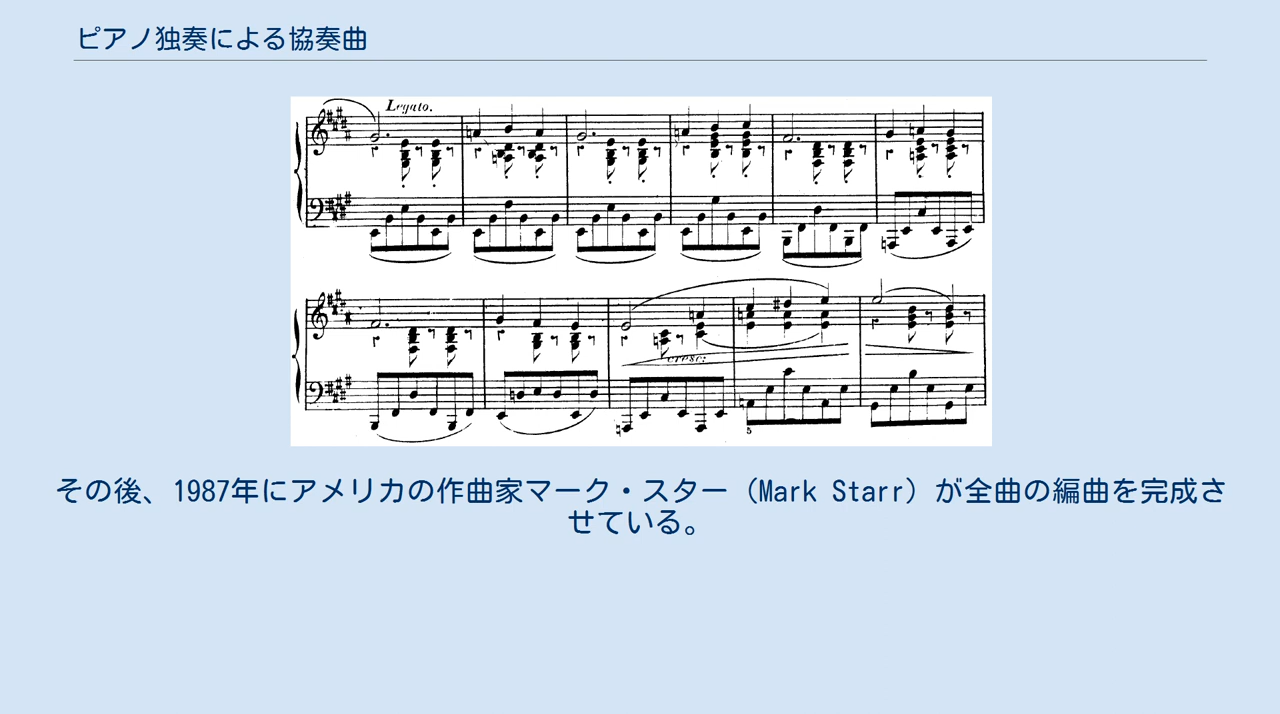 ピアノ独奏による協奏曲
Legato.
cresc:
5
その後、1987年にアメリカの作曲家マーク・スター（Mark Starr）が全曲の編曲を完成さ
せている。